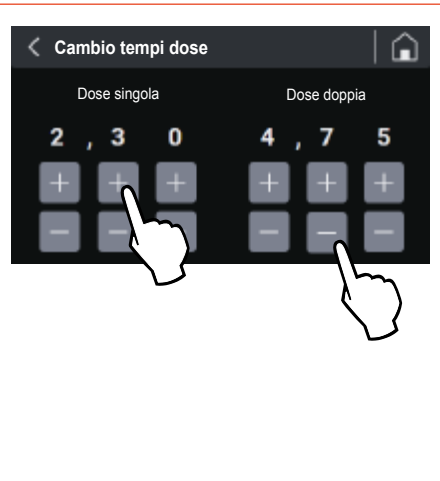 Cambio tempi dose
Dose singola Dose doppia
2 , 3 0 4 , 7 5
+ + + + + +
− − − − −